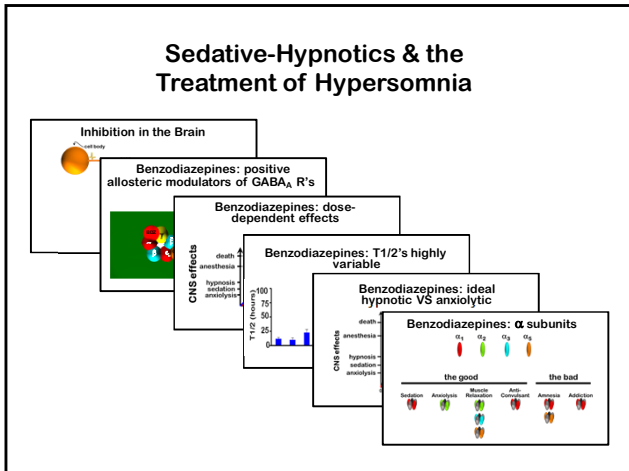 Sedative-Hypnotics & the
Treatment of Hypersomnia
Inhibition in the Brain
cell body
Benzodiazepines: positive
allosteric modulators of GABA_A R's
Benzodiazepines: dose-
dependent effects
CNS effects
death
anesthesia
hypnosis
sedation
anxiolysis
Benzodiazepines: T1/2's highly
variable
T1/2 (hours)
100
75
50
25
0
Benzodiazepines: ideal
hypnotic VS anxiolytic
CNS effects
death
anesthesia
hypnosis
sedation
anxiolysis
Benzodiazepines: α subunits
α1 α2 α3 α5
the good the bad
Sedation Anxiolysis Muscle Relaxation Anti-Convulsant Amnesia Addiction